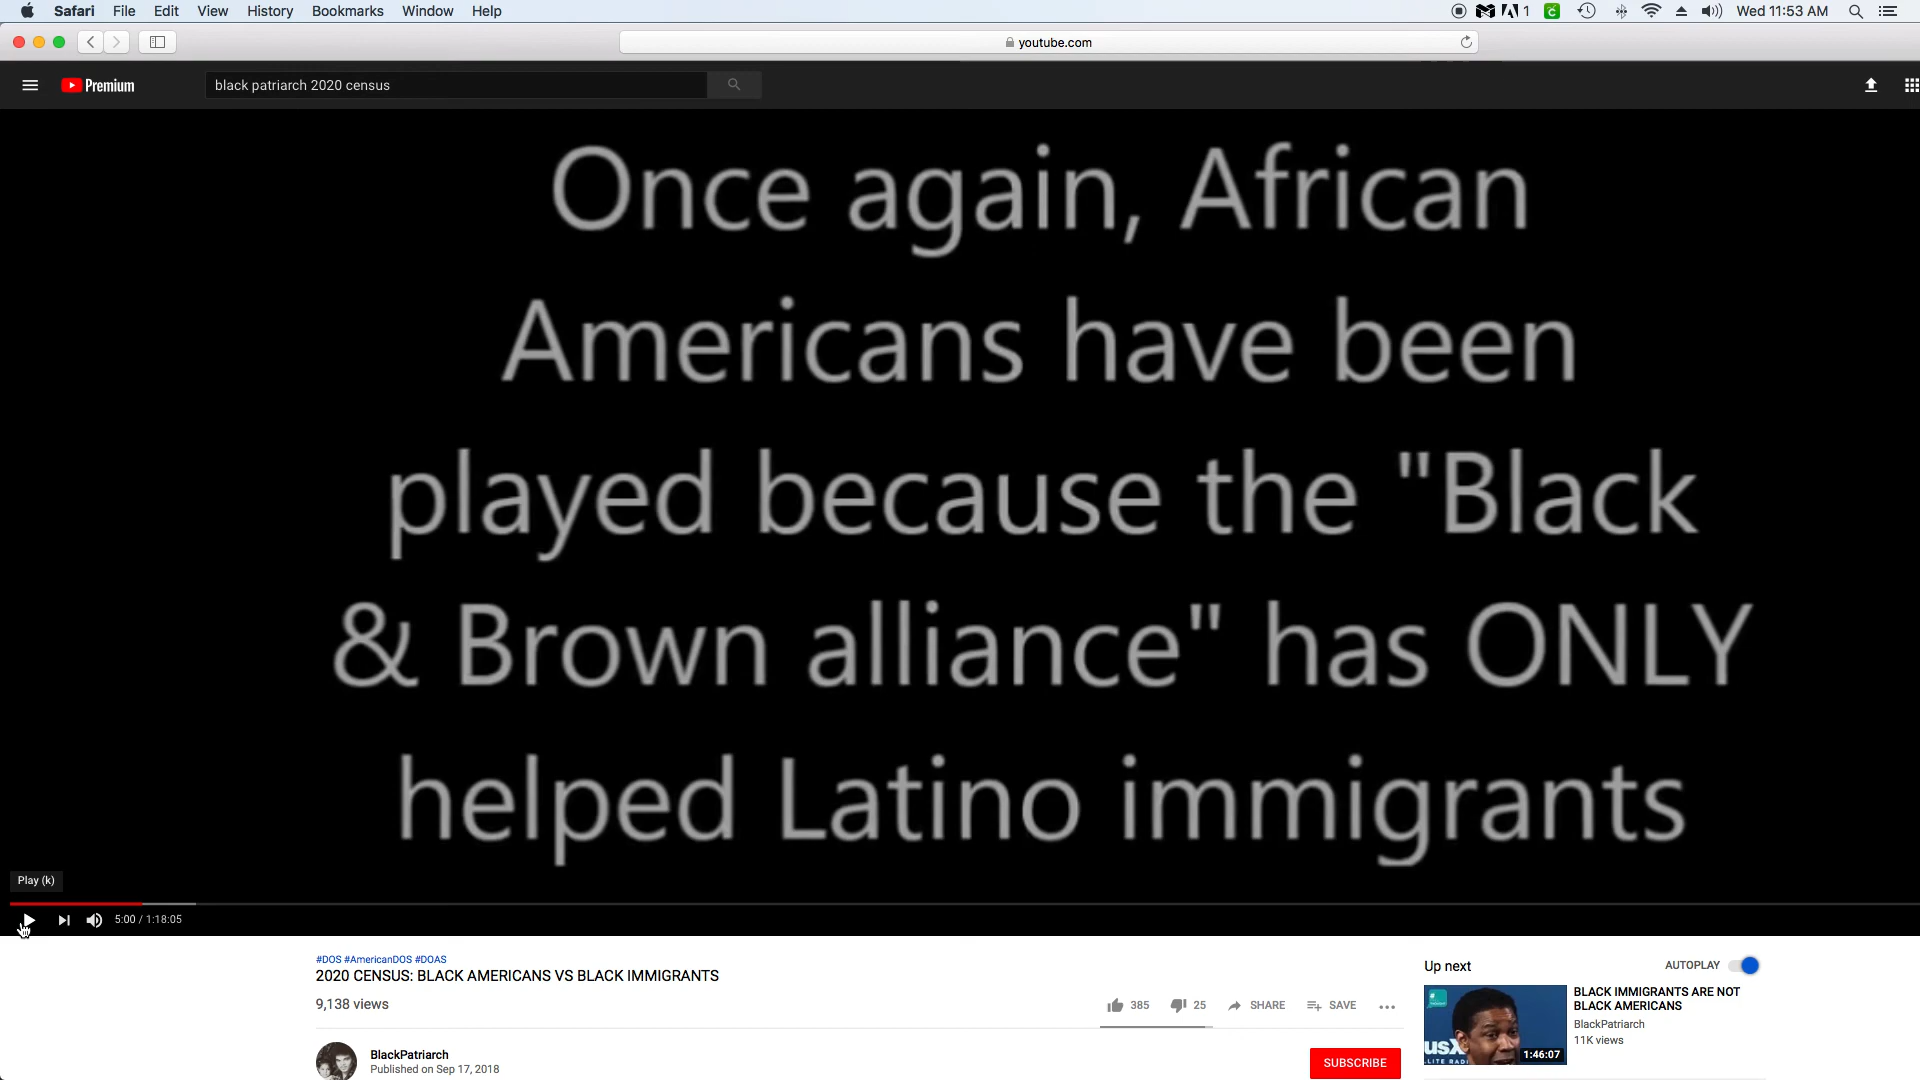 Safari File Edit View History Bookmarks Window Help 1 Wed 11:53 AM
youtube.com
Premium black patriarch 2020 census
Once again, African
Americans have been
played because the "Black
& Brown alliance" has ONLY
helped Latino immigrants
Play (k)
5:00 / 1:18:05
#DOS #AmericanDOS #DOAS
2020 CENSUS: BLACK AMERICANS VS BLACK IMMIGRANTS
9,138 views
385 25 SHARE SAVE
BlackPatriarch
Published on Sep 17, 2018
SUBSCRIBE
Up next AUTOPLAY
BLACK IMMIGRANTS ARE NOT
BLACK AMERICANS
BlackPatriarch
11K views
1:46:07